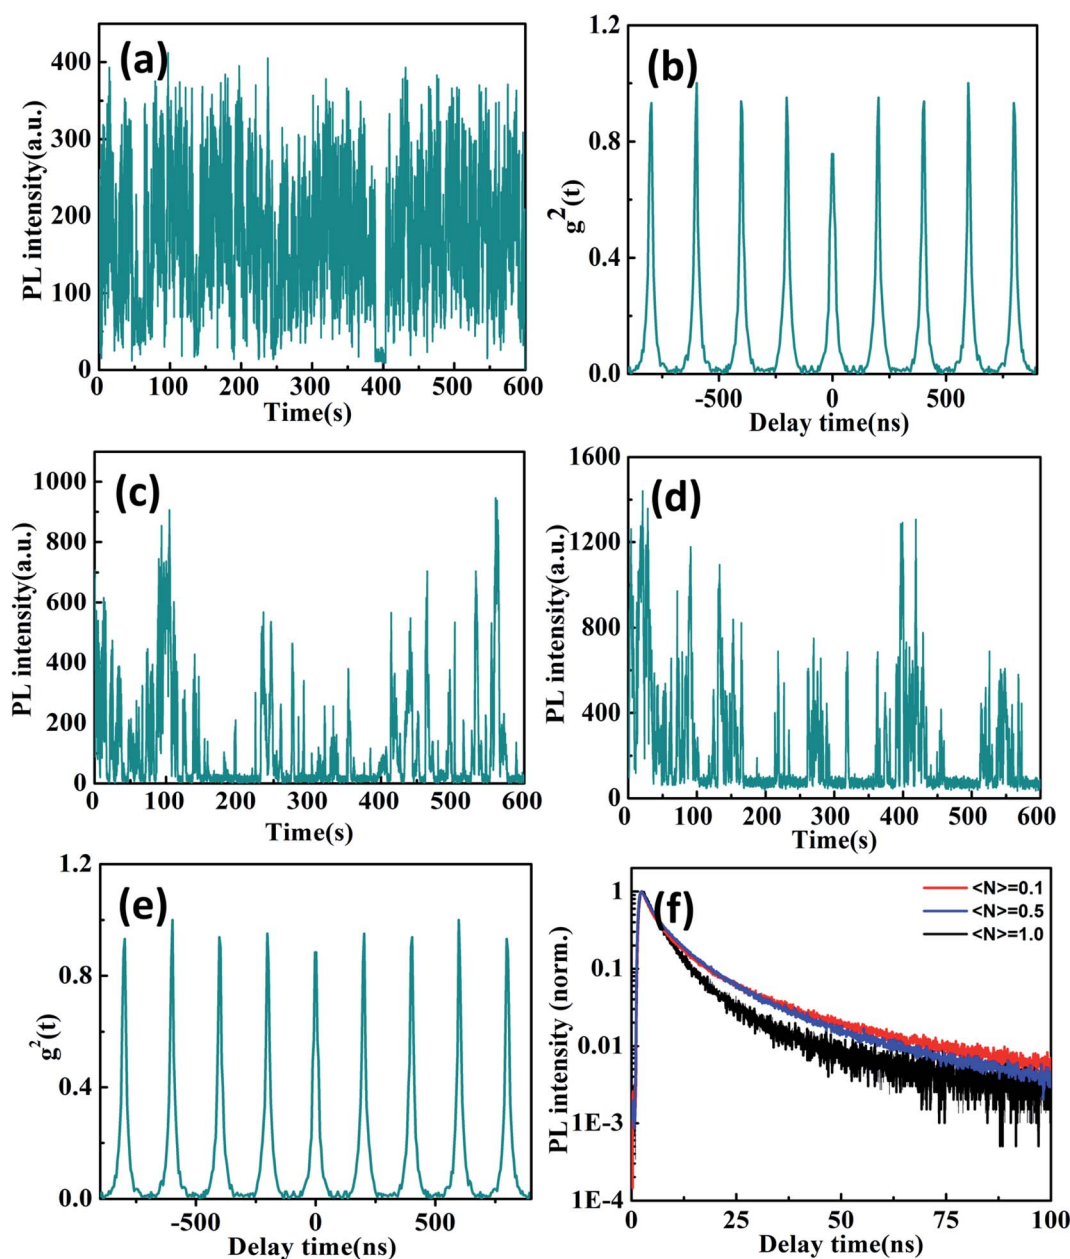 (a)
PL intensity(a.u.)
400
300
200
100
0
0 100 200 300 400 500 600
Time(s)
(b)
g²(t)
1.2
0.8
0.4
0.0
-500 0 500
Delay time(ns)
(c)
PL intensity(a.u.)
1000
800
600
400
200
0
0 100 200 300 400 500 600
Time(s)
(d)
PL intensity(a.u.)
1600
1200
800
400
0
0 100 200 300 400 500 600
Time(s)
(e)
g²(t)
1.2
0.8
0.4
0.0
-500 0 500
Delay time(ns)
(f)
PL intensity (norm.)
1
0.1
0.01
1E-3
1E-4
0 25 50 75 100
Delay time(ns)
<N>=0.1
<N>=0.5
<N>=1.0